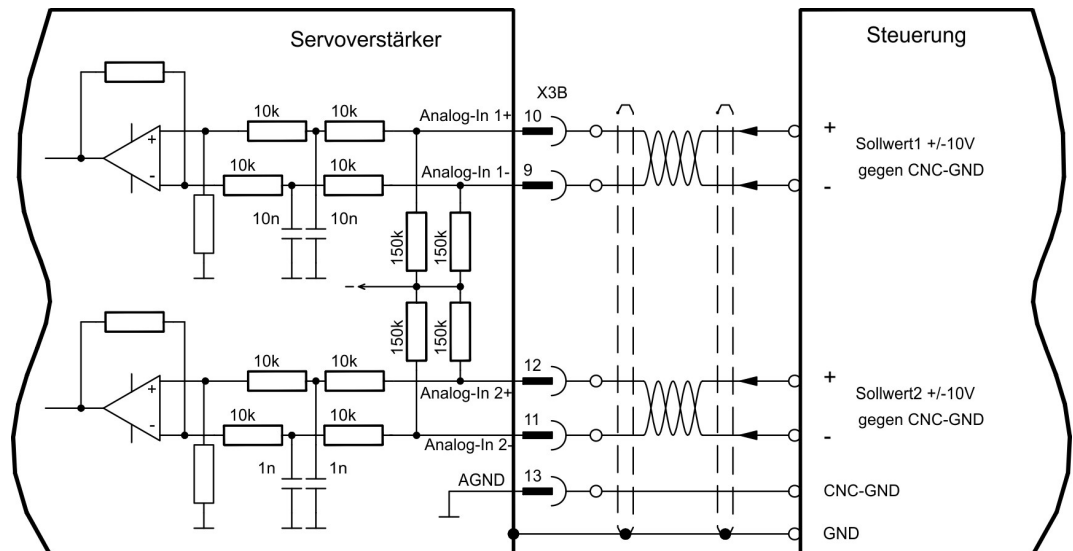 Servoverstärker
Steuerung
X3B
10k
10k
Analog-In 1+
10
+
+
Sollwert1 +/-10V
gegen CNC-GND
-
10k
10k
Analog-In 1-
9
-
10n
10n
150k
150k
-
150k
150k
10k
10k
12
Analog-In 2+
+
+
Sollwert2 +/-10V
gegen CNC-GND
-
10k
10k
11
Analog-In 2-
-
1n
1n
AGND
13
CNC-GND
GND